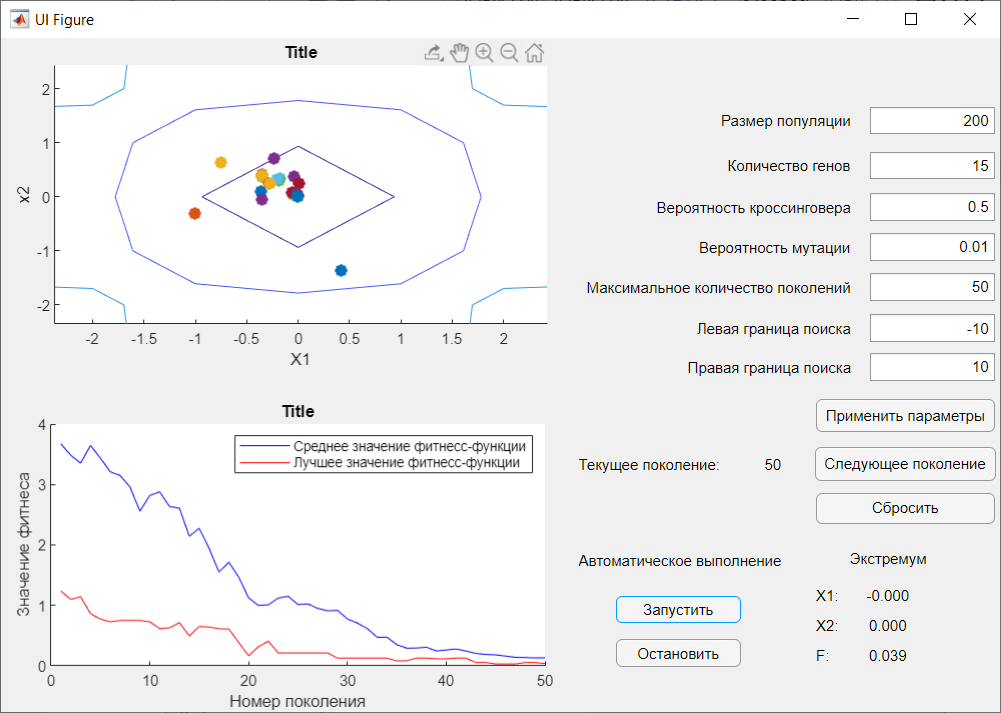 UI Figure
Title
2
1
0
-1
-2
x2
-2 -1.5 -1 -0.5 0 0.5 1 1.5 2
X1
Title
Среднее значение фитнесс-функции
Лучшее значение фитнесс-функции
4
3
2
1
0
Значение фитнеса
0 10 20 30 40 50
Номер поколения
Размер популяции 200
Количество генов 15
Вероятность кроссинговера 0.5
Вероятность мутации 0.01
Максимальное количество поколений 50
Левая граница поиска -10
Правая граница поиска 10
Применить параметры
Текущее поколение: 50 Следующее поколение
Сбросить
Автоматическое выполнение
Запустить
Остановить
Экстремум
X1: -0.000
X2: 0.000
F: 0.039